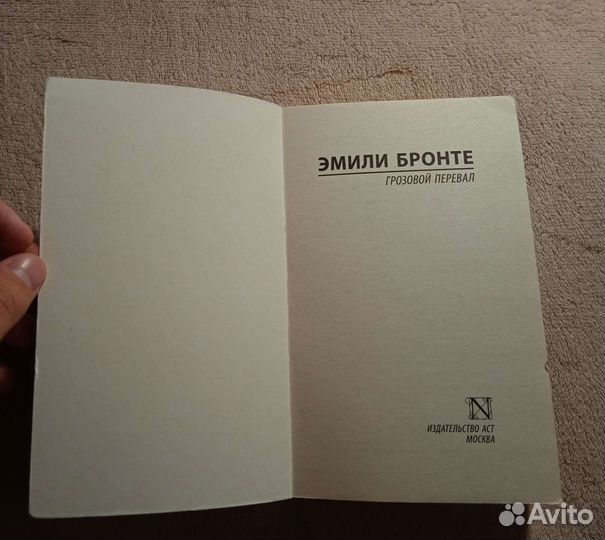 ЭМИЛИ БРОНТЕ
ГРОЗОВОЙ ПЕРЕВАЛ
N
ИЗДАТЕЛЬСТВО АСТ
МОСКВА
Avito